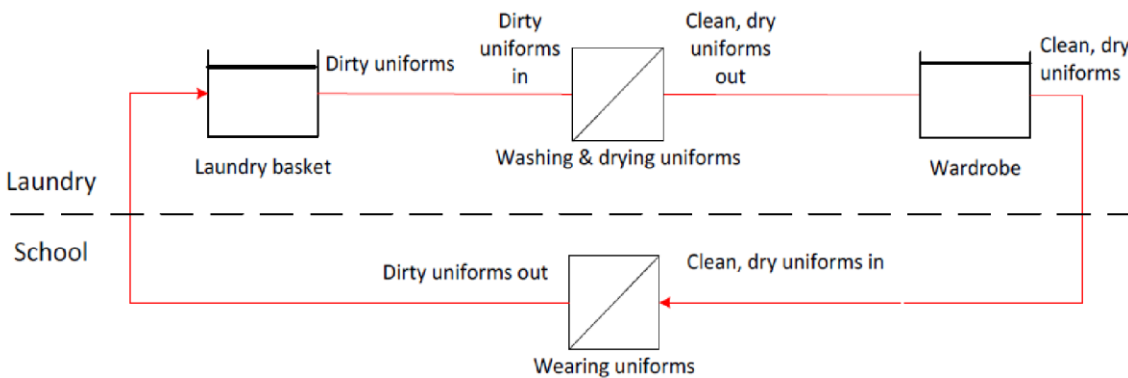 Dirty uniforms
Dirty
uniforms
in
Clean, dry
uniforms
out
Clean, dry
uniforms
Laundry basket
Washing & drying uniforms
Wardrobe
Laundry
School
Dirty uniforms out
Clean, dry uniforms in
Wearing uniforms